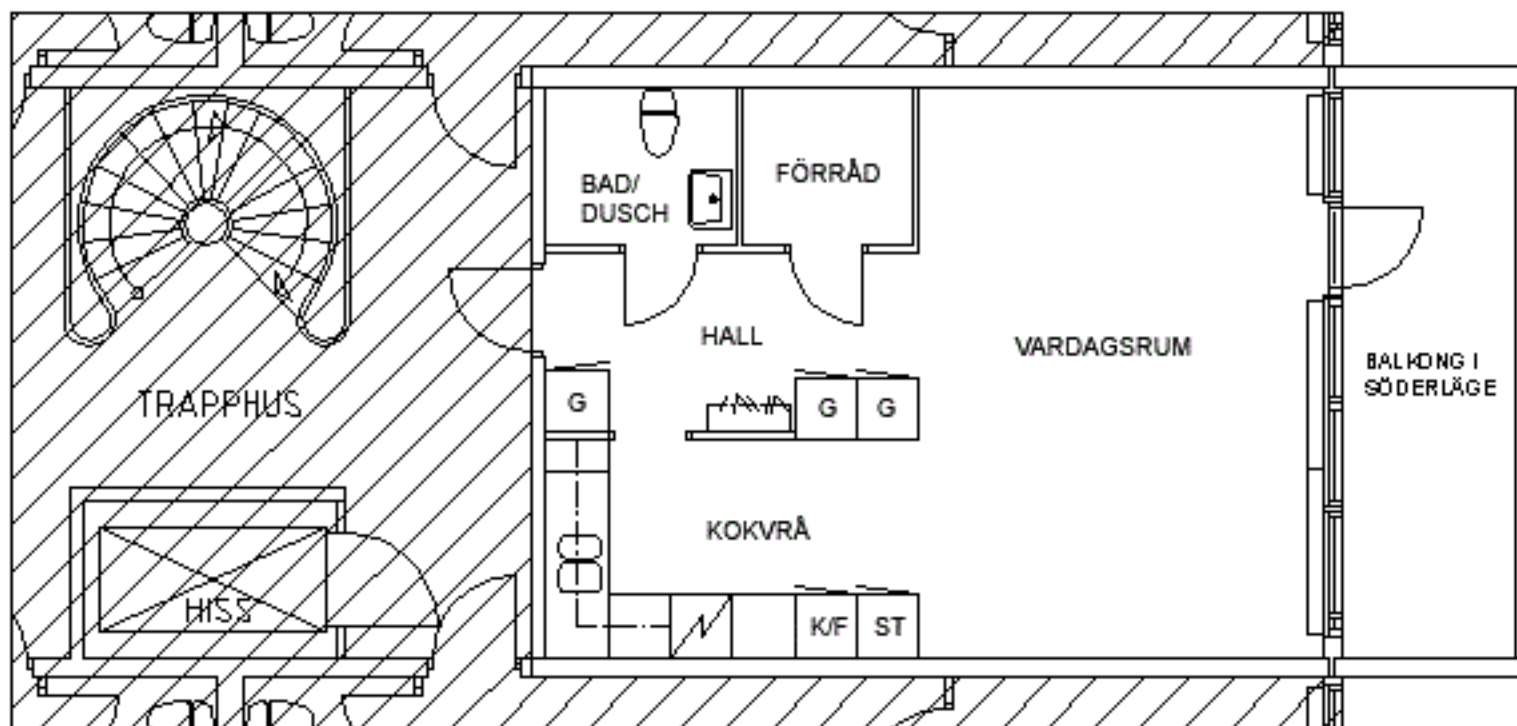 BAD/
DUSCH
FÖRRÅD
HALL
VARDAGSRUM
BALKONG I
SÖDERLÄGE
TRAPPHUS
G
G
G
KOKVRÅ
HISS
K/F
ST